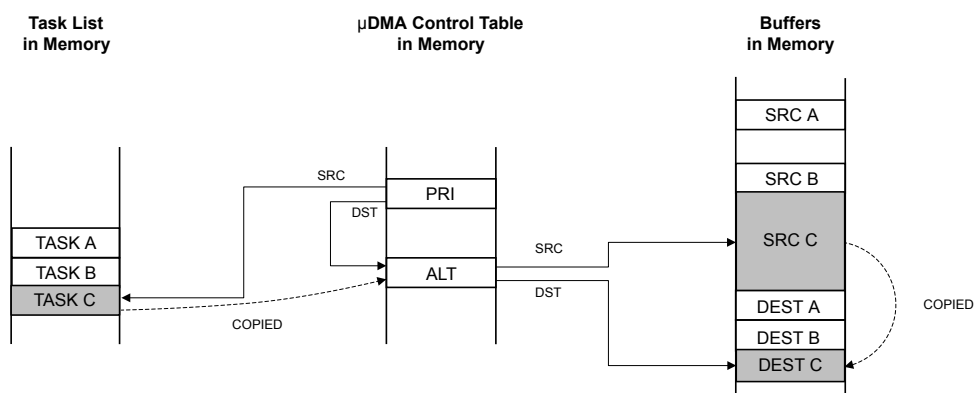 Task List
in Memory
µDMA Control Table
in Memory
Buffers
in Memory
SRC A
SRC B
SRC
PRI
DST
SRC C
TASK A
SRC
TASK B
ALT
TASK C
DST
DEST A
COPIED
COPIED
DEST B
DEST C